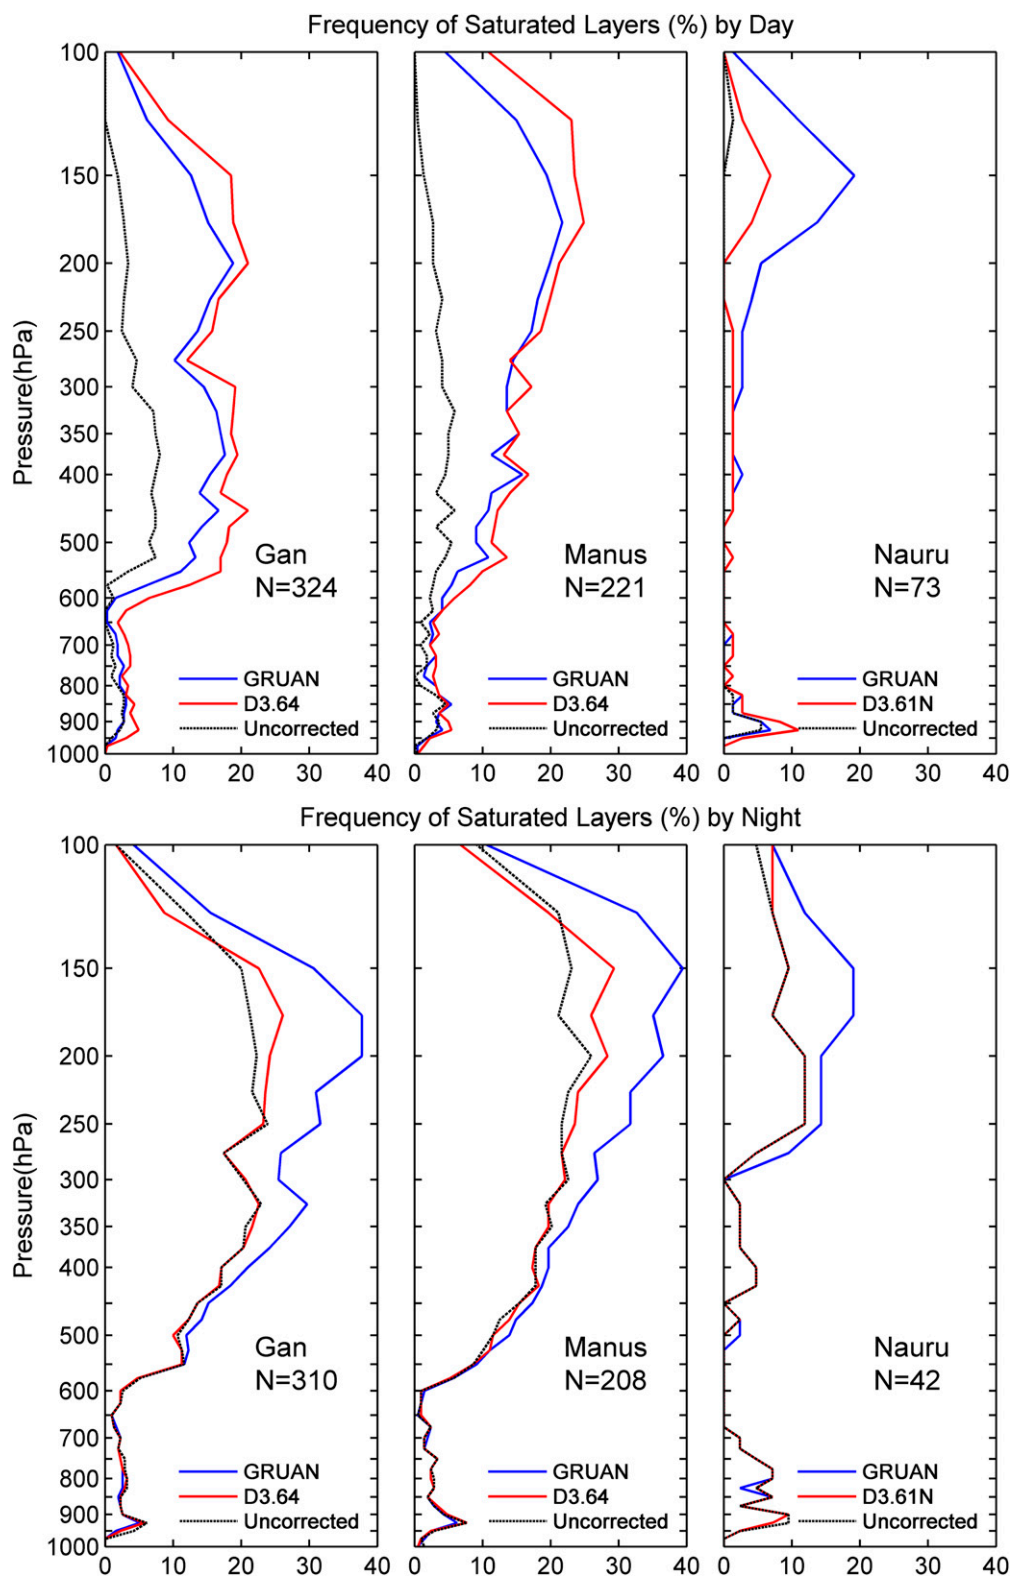 Frequency of Saturated Layers (%) by Day
100
150
200
250
300
350
400
500
600
700
800
900
1000
Pressure(hPa)
Gan
N=324
GRUAN
D3.64
Uncorrected
0 10 20 30 40
Manus
N=221
GRUAN
D3.64
Uncorrected
0 10 20 30 40
Nauru
N=73
GRUAN
D3.61N
Uncorrected
0 10 20 30 40
Frequency of Saturated Layers (%) by Night
100
150
200
250
300
350
400
500
600
700
800
900
1000
Pressure(hPa)
Gan
N=310
GRUAN
D3.64
Uncorrected
0 10 20 30 40
Manus
N=208
GRUAN
D3.64
Uncorrected
0 10 20 30 40
Nauru
N=42
GRUAN
D3.61N
Uncorrected
0 10 20 30 40